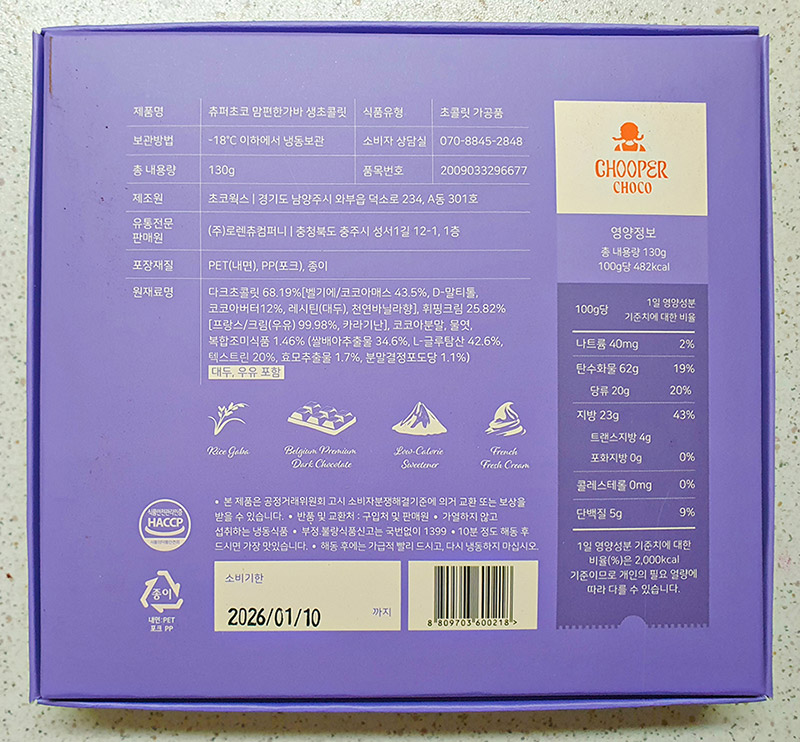 제품명 츄퍼초코 맘편한가바 생초콜릿 식품유형 초콜릿 가공품
보관방법 -18℃ 이하에서 냉동보관 소비자 상담실 070-8845-2848
총 내용량 130g 품목번호 2009033296677
제조원 초코웍스 | 경기도 남양주시 와부읍 덕소로 234, A동 301호
유통전문
판매원 (주)로렌츄컴퍼니 | 충청북도 충주시 성서1길 12-1, 1층
포장재질 PET(내면), PP(포크), 종이
원재료명 다크초콜릿 68.19%[벨기에/코코아매스 43.5%, D-말티톨,
코코아버터12%, 레시틴(대두), 천연바닐라향], 휘핑크림 25.82%
[프랑스/크림(우유) 99.98%, 카라기난], 코코아분말, 물엿,
복합조미식품 1.46% (쌀배아추출물 34.6%, L-글루탐산 42.6%,
덱스트린 20%, 효모추출물 1.7%, 분말결정포도당 1.1%)
대두, 우유 포함
Rice Gaba
Belgium Premium
Dark Chocolate
Low-Calorie
Sweetener
French
Fresh Cream
식품안전관리인증
HACCP
식품의약품안전처
• 본 제품은 공정거래위원회 고시 소비자분쟁해결기준에 의거 교환 또는 보상을
받을 수 있습니다. • 반품 및 교환처 : 구입처 및 판매원 • 가열하지 않고
섭취하는 냉동식품 • 부정.불량식품신고는 국번없이 1399 • 10분 정도 해동 후
드시면 가장 맛있습니다. • 해동 후에는 가급적 빨리 드시고, 다시 냉동하지 마십시오.
종이
내면: PET
포크 PP
소비기한
2026/01/10 까지
8 809703 600218 >
CHOOPER
CHOCO
영양정보
총 내용량 130g
100g당 482kcal
100g당 1일 영양성분
기준치에 대한 비율
나트륨 40mg 2%
탄수화물 62g 19%
당류 20g 20%
지방 23g 43%
트랜스지방 4g
포화지방 0g 0%
콜레스테롤 0mg 0%
단백질 5g 9%
1일 영양성분 기준치에 대한
비율(%)은 2,000kcal
기준이므로 개인의 필요 열량에
따라 다를 수 있습니다.